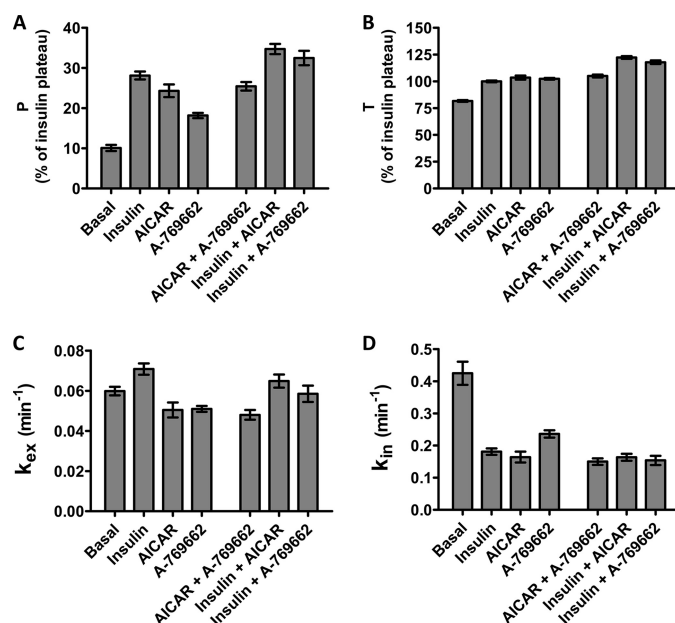 A
P
(% of insulin plateau)
40
30
20
10
0
Basal
Insulin
AICAR
A-769662
AICAR + A-769662
Insulin + AICAR
Insulin + A-769662
B
T
(% of insulin plateau)
150
125
100
75
50
25
0
Basal
Insulin
AICAR
A-769662
AICAR + A-769662
Insulin + AICAR
Insulin + A-769662
C
kex (min⁻¹)
0.08
0.06
0.04
0.02
0.00
Basal
Insulin
AICAR
A-769662
AICAR + A-769662
Insulin + AICAR
Insulin + A-769662
D
kin (min⁻¹)
0.5
0.4
0.3
0.2
0.1
0.0
Basal
Insulin
AICAR
A-769662
AICAR + A-769662
Insulin + AICAR
Insulin + A-769662